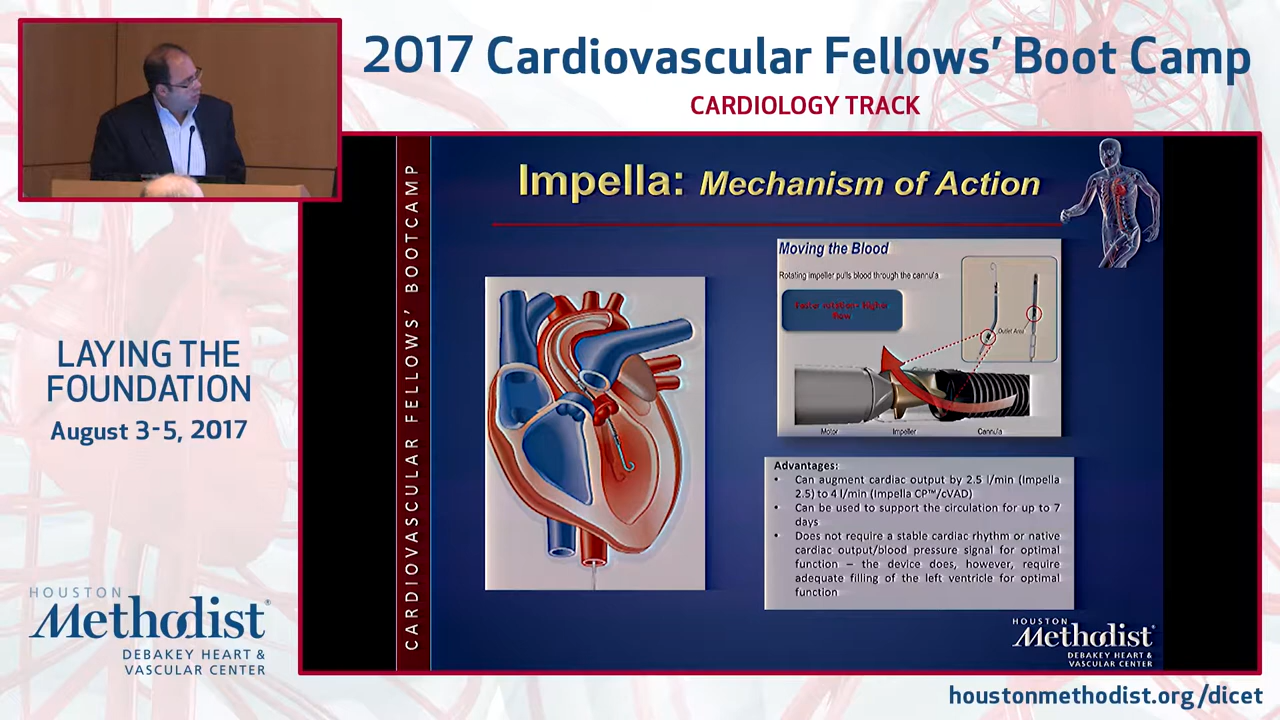 2017 Cardiovascular Fellows' Boot Camp
CARDIOLOGY TRACK
LAYING THE
FOUNDATION
August 3-5, 2017
HOUSTON
Methodist®
DEBAKEY HEART &
VASCULAR CENTER
CARDIOVASCULAR FELLOWS' BOOTCAMP
Impella: Mechanism of Action
Moving the Blood
Rotating impeller pulls blood through the cannula
Faster rotation= higher
flow
Outlet Area
Motor Impeller Cannula
Advantages:
• Can augment cardiac output by 2.5 l/min (Impella
2.5) to 4 l/min (Impella CP™/cVAD)
• Can be used to support the circulation for up to 7
days
• Does not require a stable cardiac rhythm or native
cardiac output/blood pressure signal for optimal
function – the device does, however, require
adequate filling of the left ventricle for optimal
function
HOUSTON
Methodist®
DEBAKEY HEART &
VASCULAR CENTER
houstonmethodist.org/dicet